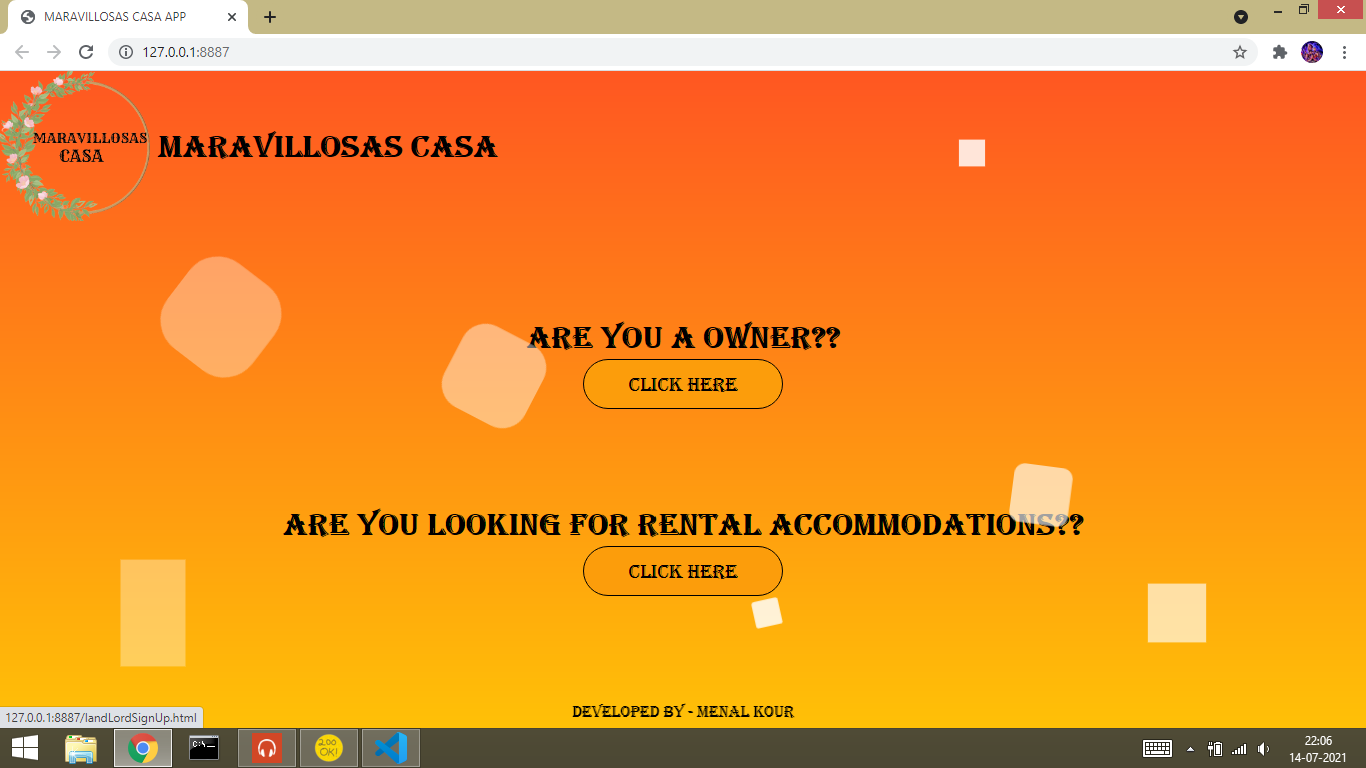 MARAVILLOSAS CASA APP
127.0.0.1:8887
MARAVILLOSAS
CASA
MARAVILLOSAS CASA
ARE YOU A OWNER??
CLICK HERE
ARE YOU LOOKING FOR RENTAL ACCOMMODATIONS??
CLICK HERE
DEVELOPED BY - MENAL KOUR
127.0.0.1:8887/landLordSignUp.html
C:\._
200
OK!
22:06
14-07-2021